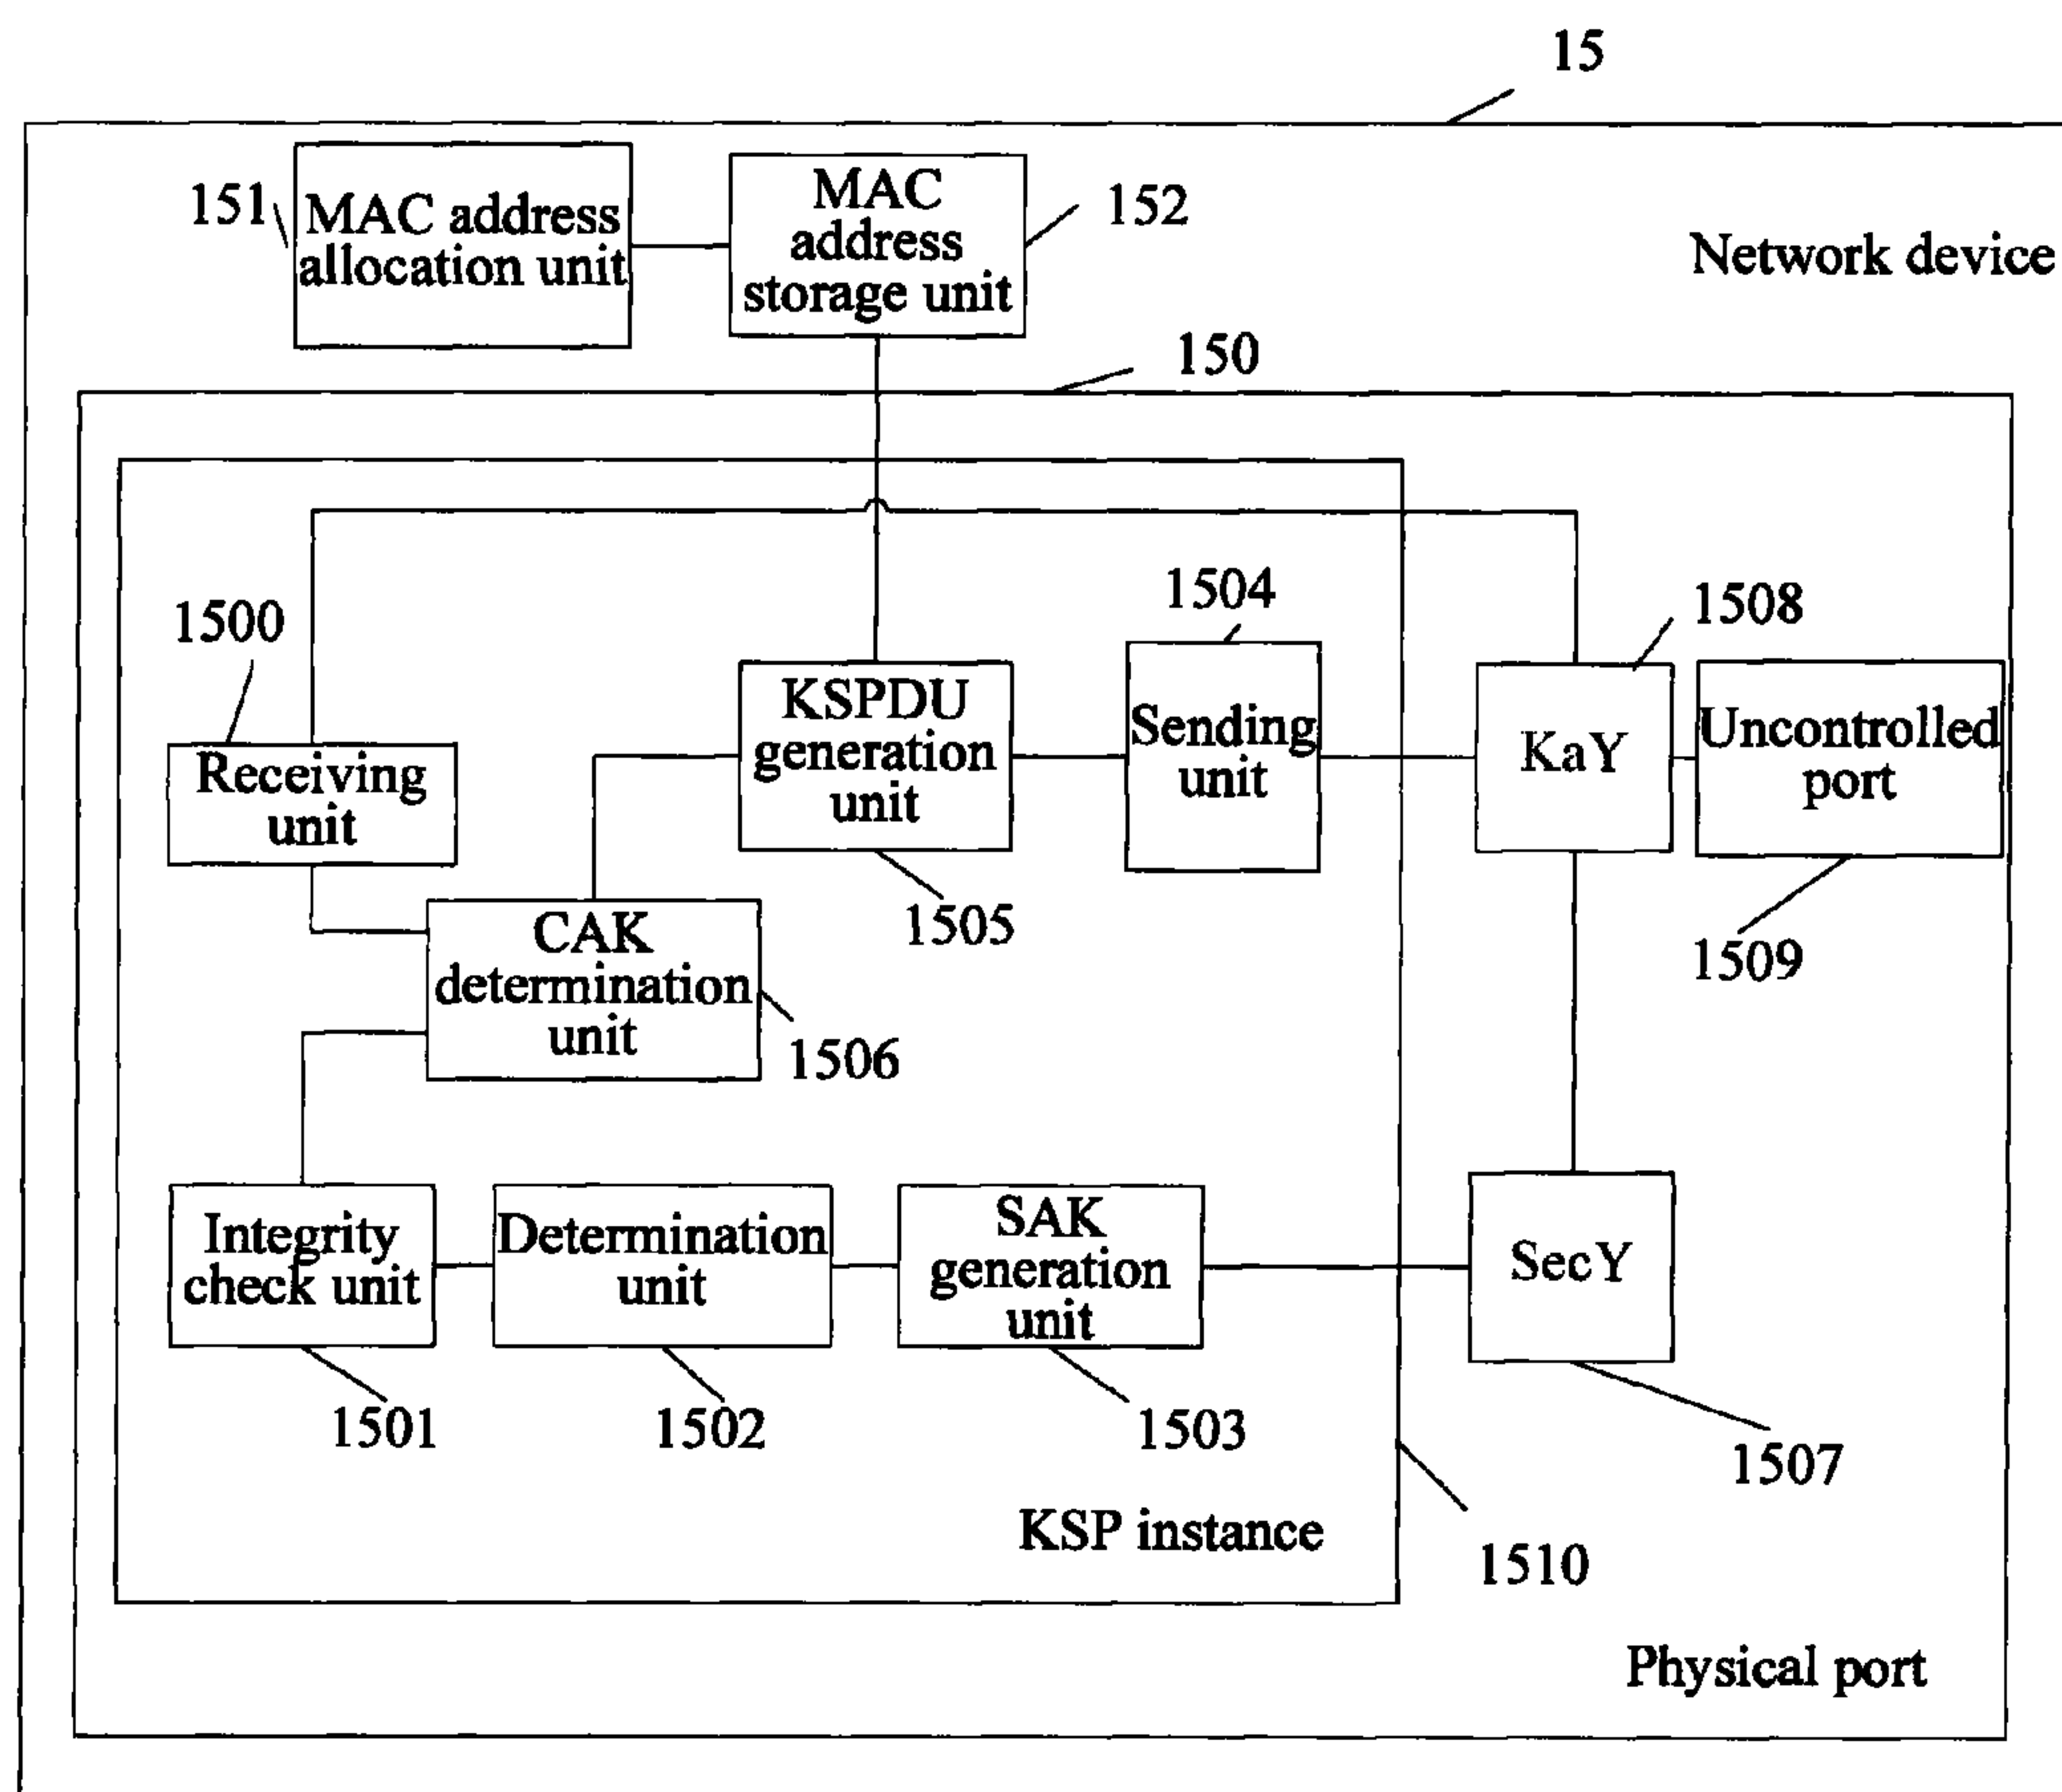 15
151
MAC address
allocation unit
MAC
address
storage unit
152
Network device
150
1500
1504
1508
Receiving
unit
KSPDU
generation
unit
Sending
unit
KaY
Uncontrolled
port
1505
1509
CAK
determination
unit
1506
Integrity
check unit
Determination
unit
SAK
generation
unit
SecY
1501
1502
1503
1507
KSP instance
1510
Physical port